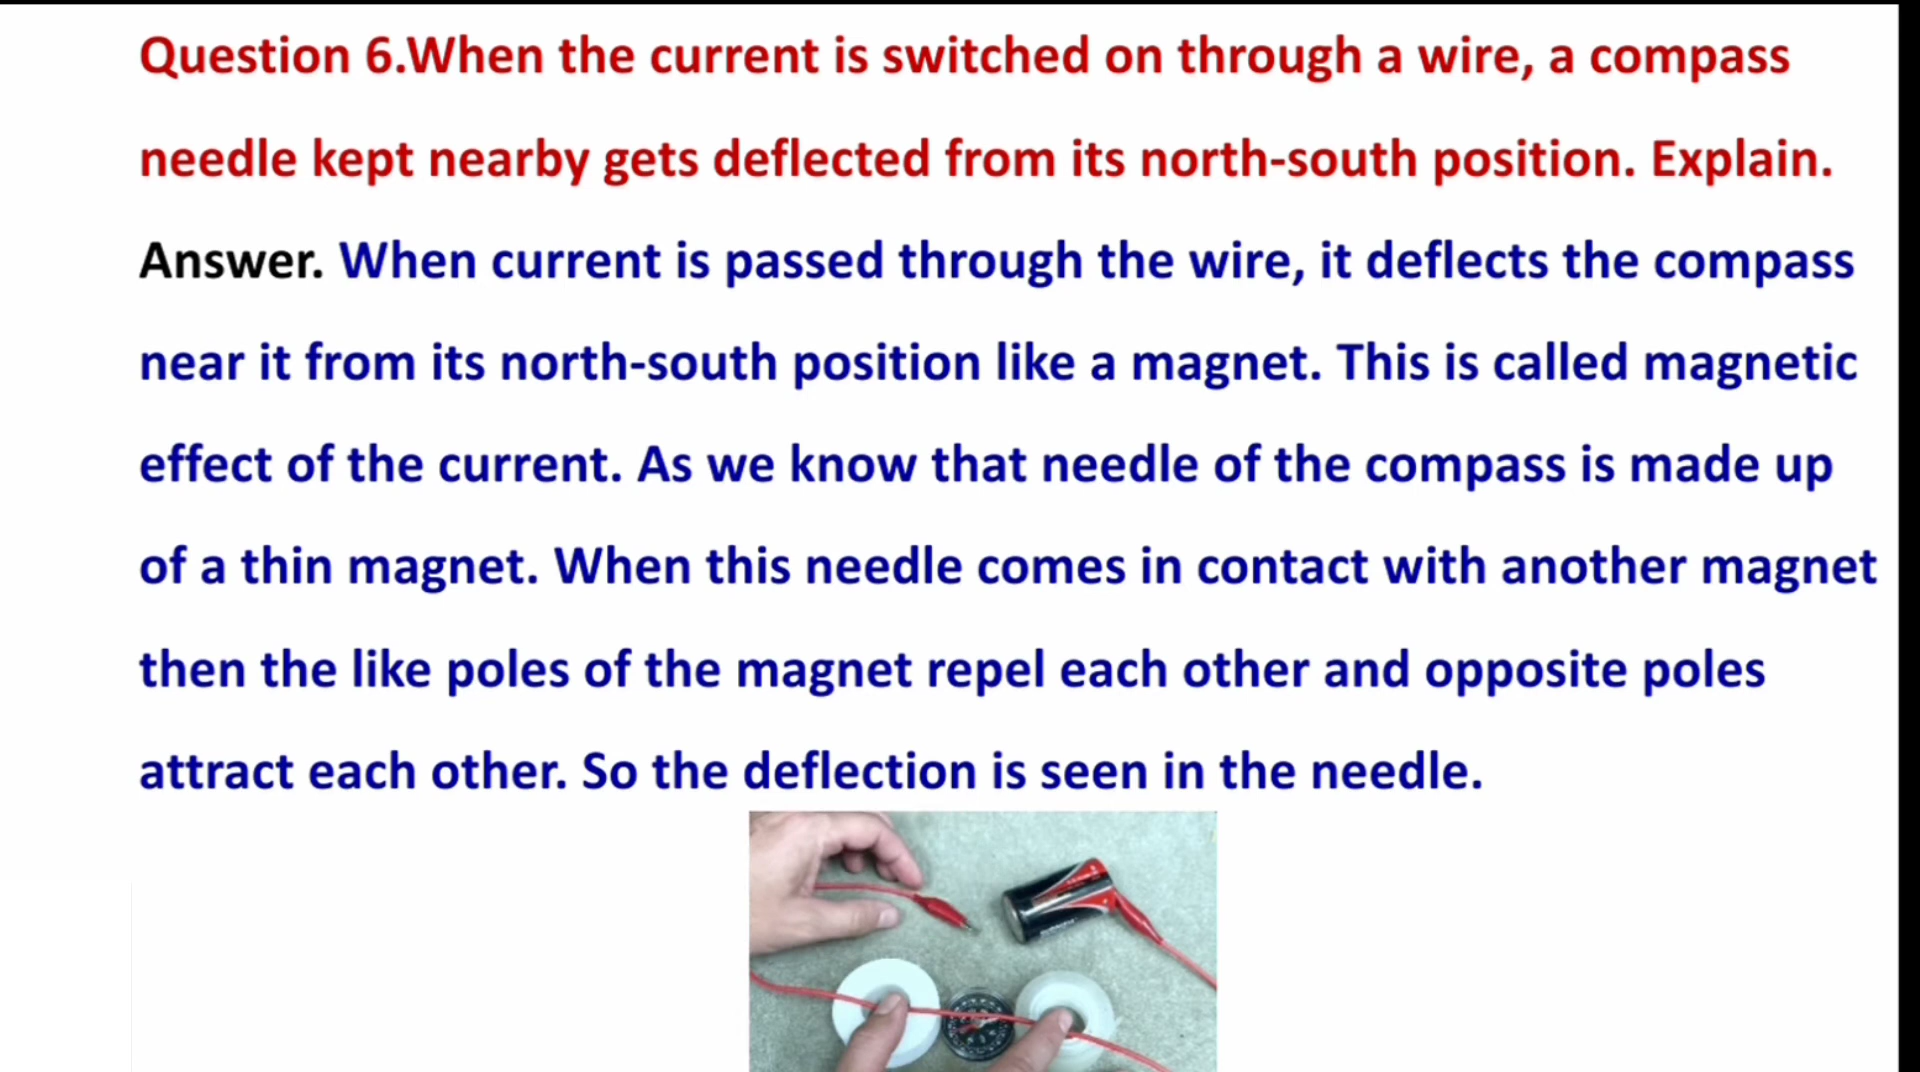 Question 6.When the current is switched on through a wire, a compass
needle kept nearby gets deflected from its north-south position. Explain.
Answer. When current is passed through the wire, it deflects the compass
near it from its north-south position like a magnet. This is called magnetic
effect of the current. As we know that needle of the compass is made up
of a thin magnet. When this needle comes in contact with another magnet
then the like poles of the magnet repel each other and opposite poles
attract each other. So the deflection is seen in the needle.